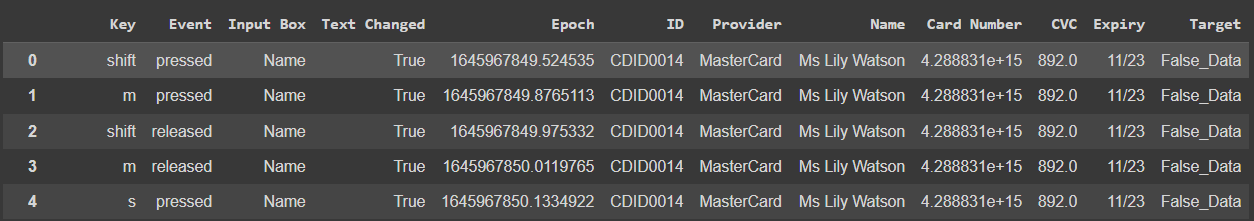 Key Event Input Box Text Changed Epoch ID Provider Name Card Number CVC Expiry Target
0 shift pressed Name True 1645967849.524535 CDID0014 MasterCard Ms Lily Watson 4.288831e+15 892.0 11/23 False_Data
1 m pressed Name True 1645967849.8765113 CDID0014 MasterCard Ms Lily Watson 4.288831e+15 892.0 11/23 False_Data
2 shift released Name True 1645967849.975332 CDID0014 MasterCard Ms Lily Watson 4.288831e+15 892.0 11/23 False_Data
3 m released Name True 1645967850.0119765 CDID0014 MasterCard Ms Lily Watson 4.288831e+15 892.0 11/23 False_Data
4 s pressed Name True 1645967850.1334922 CDID0014 MasterCard Ms Lily Watson 4.288831e+15 892.0 11/23 False_Data